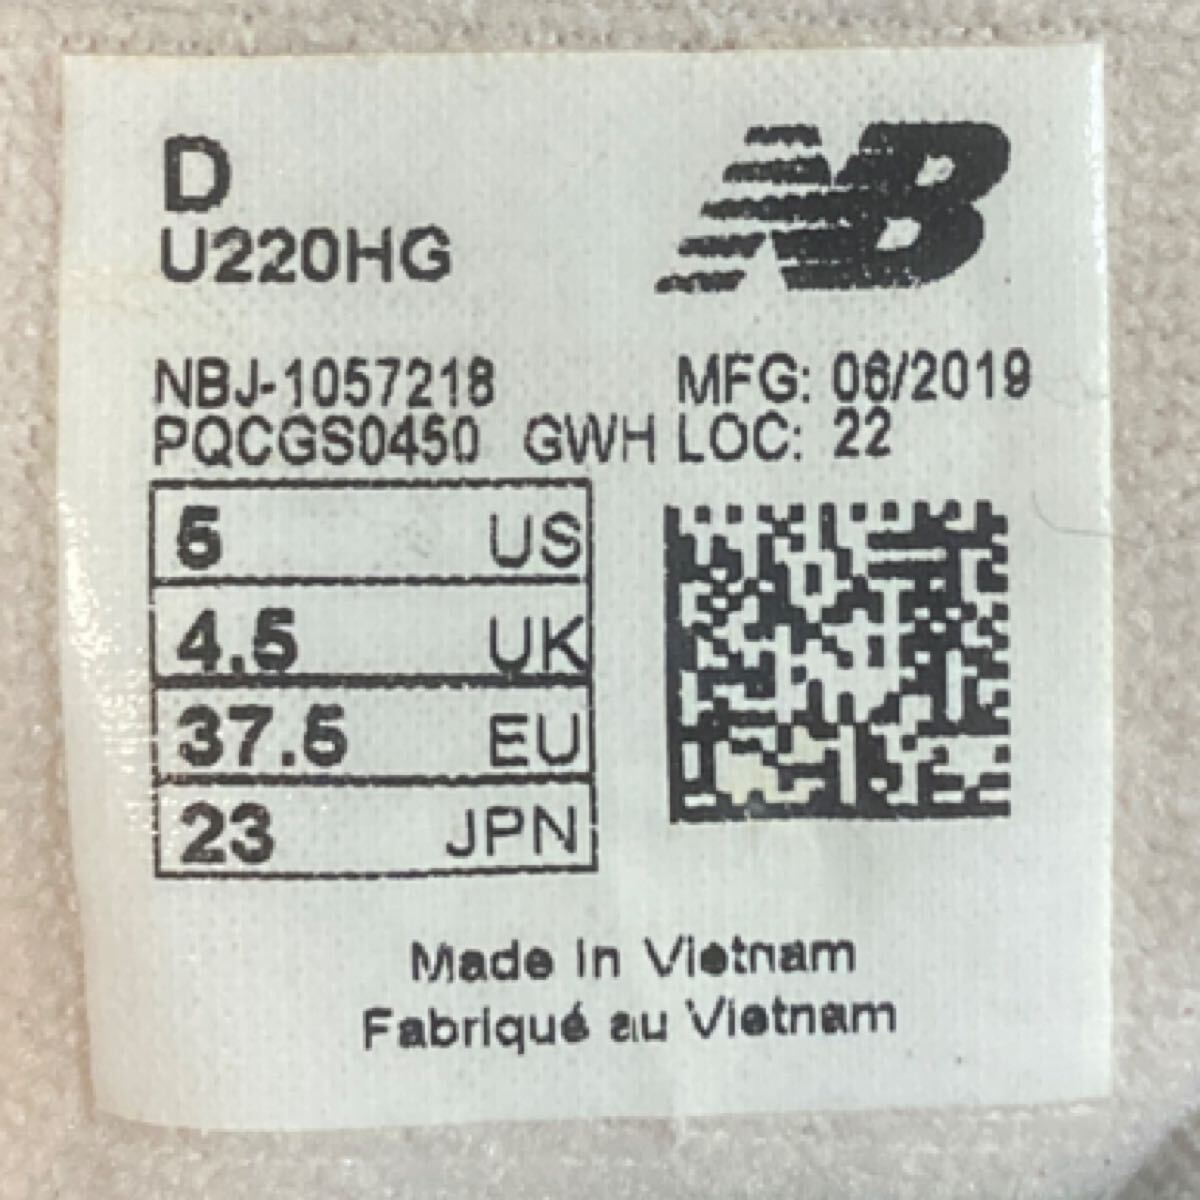 D
NB
U220HG
NBJ-1057218 MFG: 06/2019
PQCGS0450 GWH LOC: 22
5 US
4.5 UK
37.5 EU
23 JPN
Made in Vietnam
Fabriqué au Vietnam